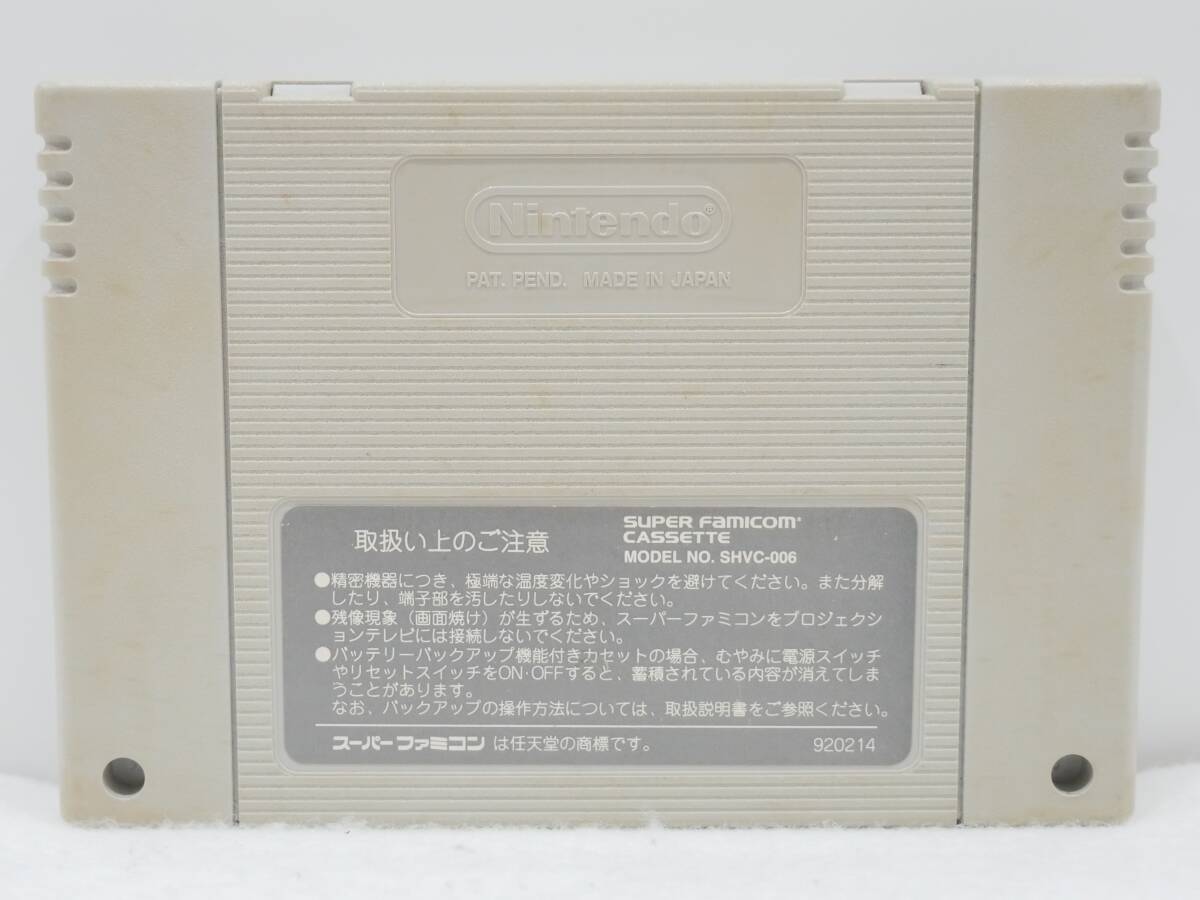 Nintendo®
PAT. PEND. MADE IN JAPAN
取扱い上のご注意
SUPER FAMICOM®
CASSETTE
MODEL NO. SHVC-006
●精密機器につき、極端な温度変化やショックを避けてください。また分解
したり、端子部を汚したりしないでください。
●残像現象（画面焼け）が生ずるため、スーパーファミコンをプロジェクシ
ョンテレビには接続しないでください。
●バッテリーバックアップ機能付きカセットの場合、むやみに電源スイッチ
やリセットスイッチをON・OFFすると、蓄積されている内容が消えてしま
うことがあります。
なお、バックアップの操作方法については、取扱説明書をご参照ください。
スーパーファミコン は任天堂の商標です。
920214